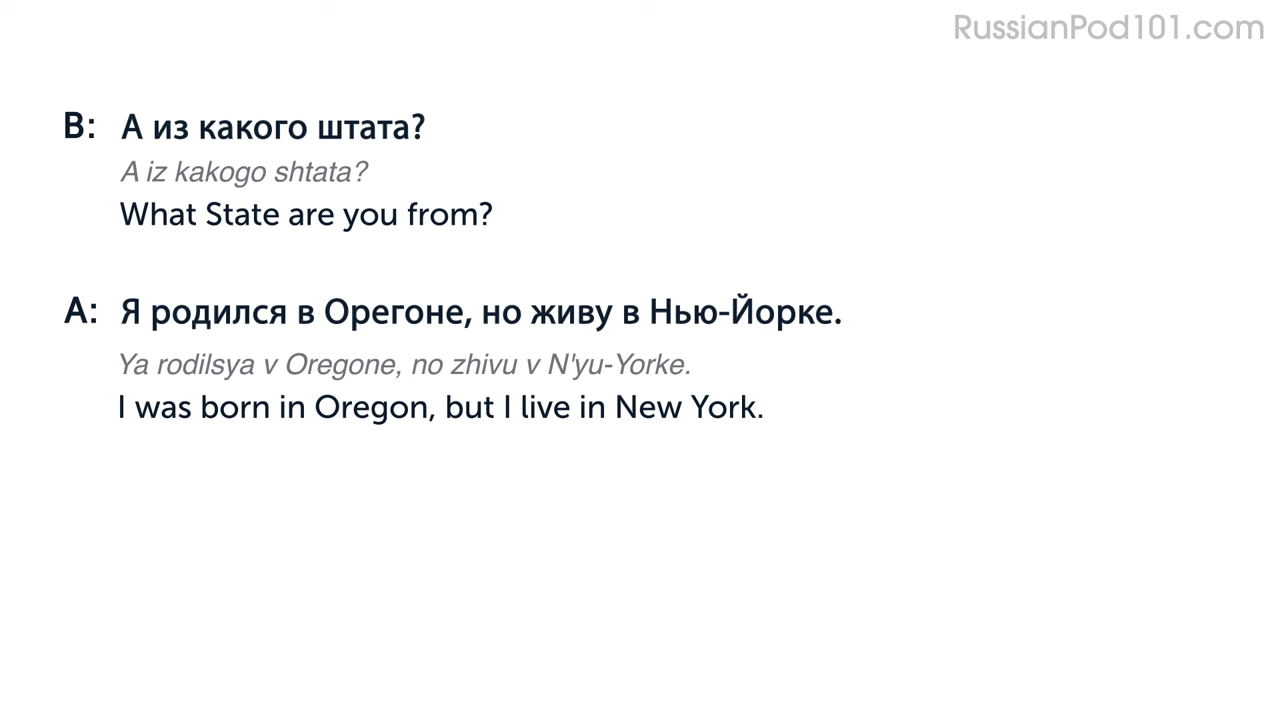 RussianPod101.com
B: А из какого штата?
A iz kakogo shtata?
What State are you from?
A: Я родился в Орегоне, но живу в Нью-Йорке.
Ya rodilsya v Oregone, no zhivu v N'yu-Yorke.
I was born in Oregon, but I live in New York.